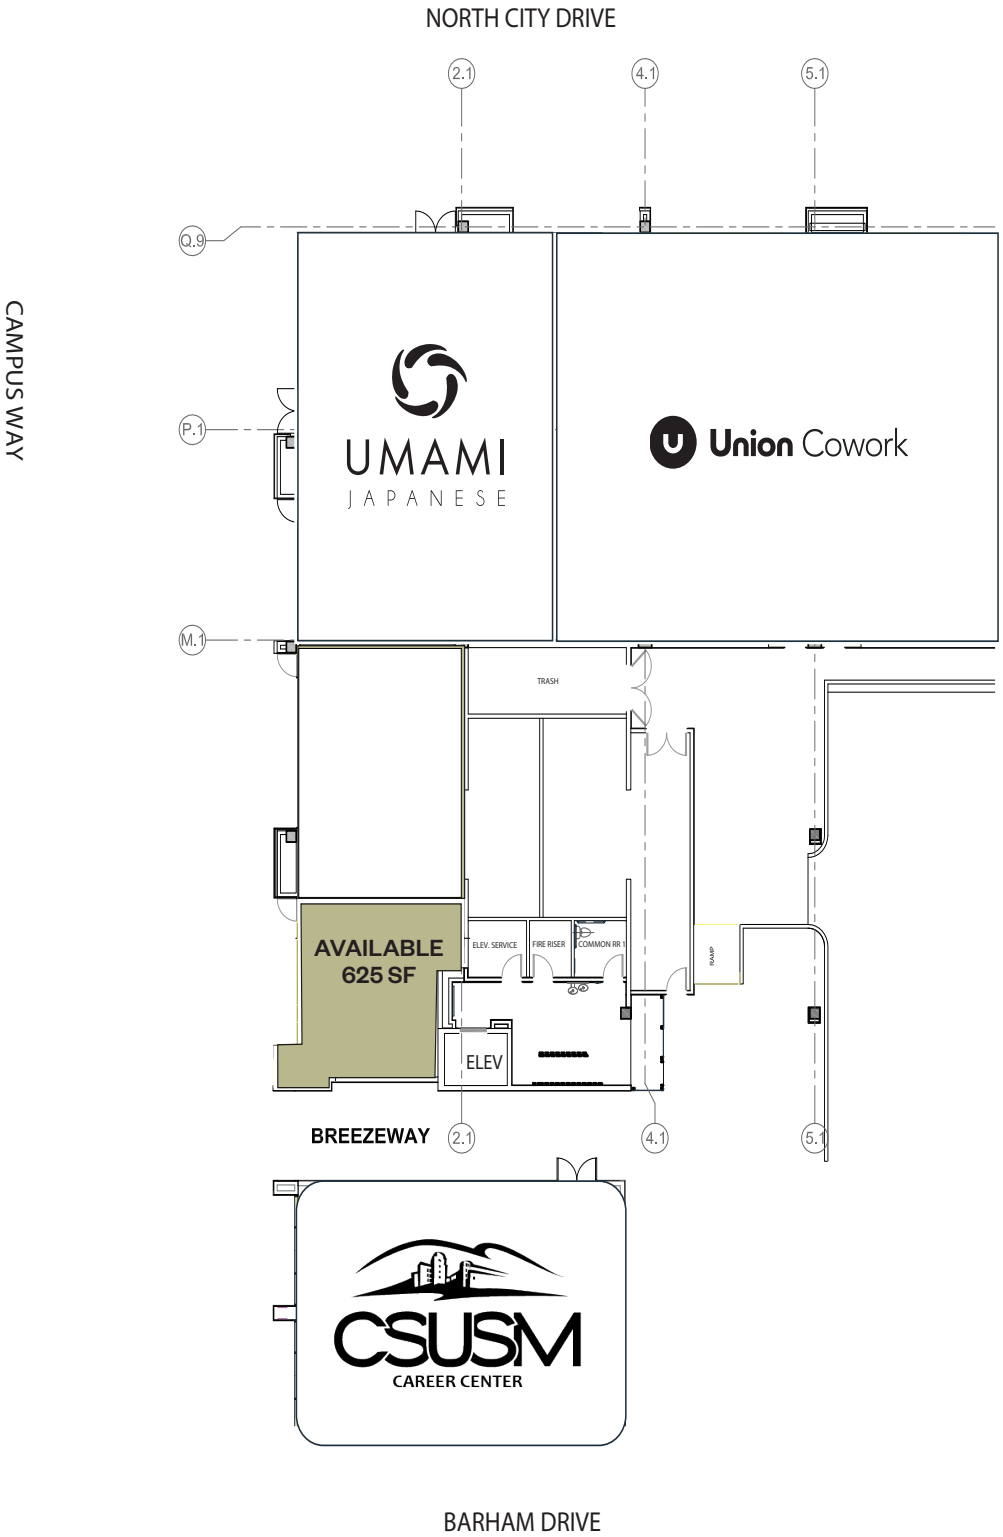 NORTH CITY DRIVE
2.1
4.1
5.1
Q.9
CAMPUS WAY
P.1
UMAMI
JAPANESE
U Union Cowork
M.1
TRASH
AVAILABLE
625 SF
ELEV. SERVICE
FIRE RISER
COMMON RR 1
RAMP
ELEV
BREEZEWAY
2.1
4.1
5.1
CSUSM
CAREER CENTER
BARHAM DRIVE